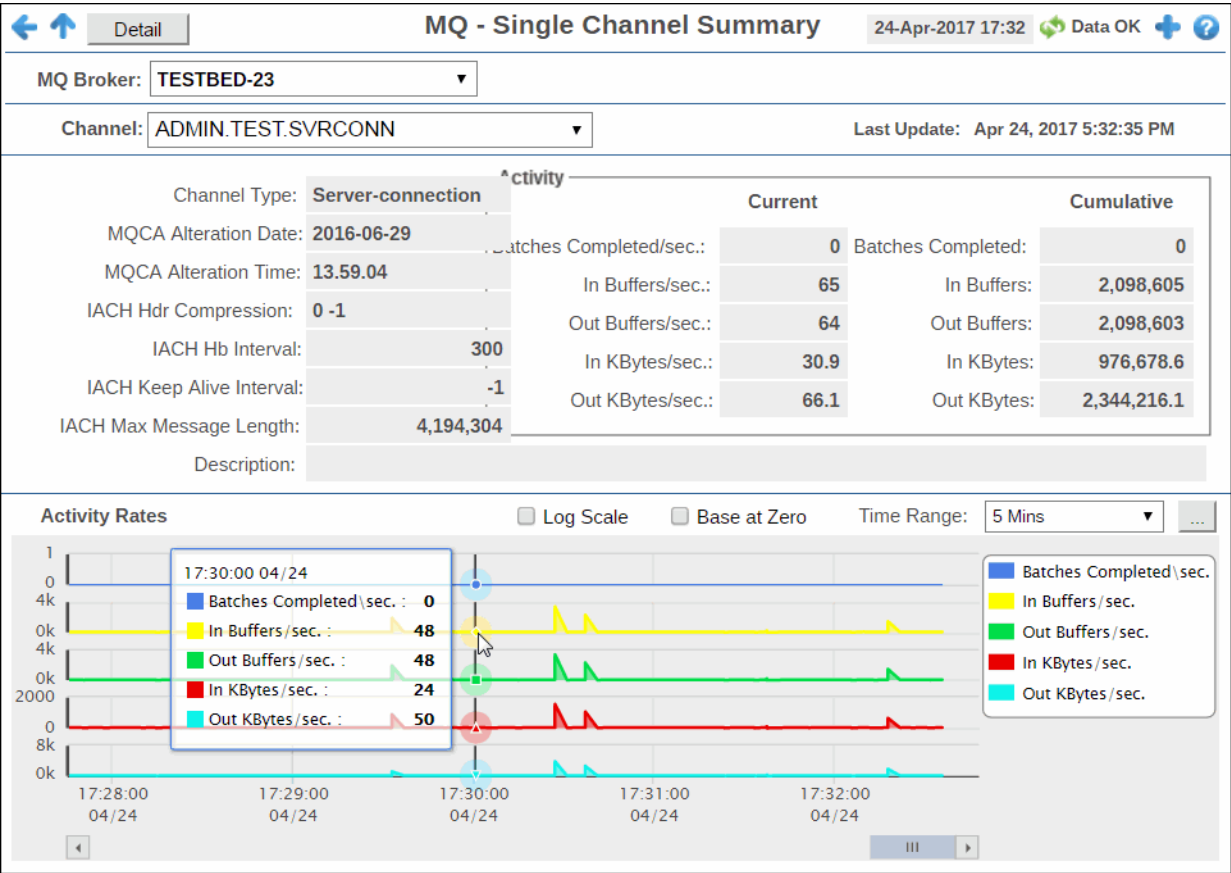 Detail
MQ - Single Channel Summary
24-Apr-2017 17:32
Data OK
MQ Broker: TESTBED-23
Channel: ADMIN.TEST.SVRCONN
Last Update: Apr 24, 2017 5:32:35 PM
Activity
Current Cumulative
Channel Type: Server-connection
MQCA Alteration Date: 2016-06-29
MQCA Alteration Time: 13.59.04
IACH Hdr Compression: 0 -1
IACH Hb Interval: 300
IACH Keep Alive Interval: -1
IACH Max Message Length: 4,194,304
Description:
Batches Completed/sec.: 0 Batches Completed: 0
In Buffers/sec.: 65 In Buffers: 2,098,605
Out Buffers/sec.: 64 Out Buffers: 2,098,603
In KBytes/sec.: 30.9 In KBytes: 976,678.6
Out KBytes/sec.: 66.1 Out KBytes: 2,344,216.1
Activity Rates
Log Scale
Base at Zero
Time Range: 5 Mins
...
1
0
4k
0k
4k
0k
2000
0
8k
0k
17:30:00 04/24
Batches Completed\sec. : 0
In Buffers/sec. : 48
Out Buffers/sec. : 48
In KBytes/sec. : 24
Out KBytes/sec. : 50
Batches Completed\sec.
In Buffers/sec.
Out Buffers/sec.
In KBytes/sec.
Out KBytes/sec.
17:28:00 17:29:00 17:30:00 17:31:00 17:32:00
04/24 04/24 04/24 04/24 04/24